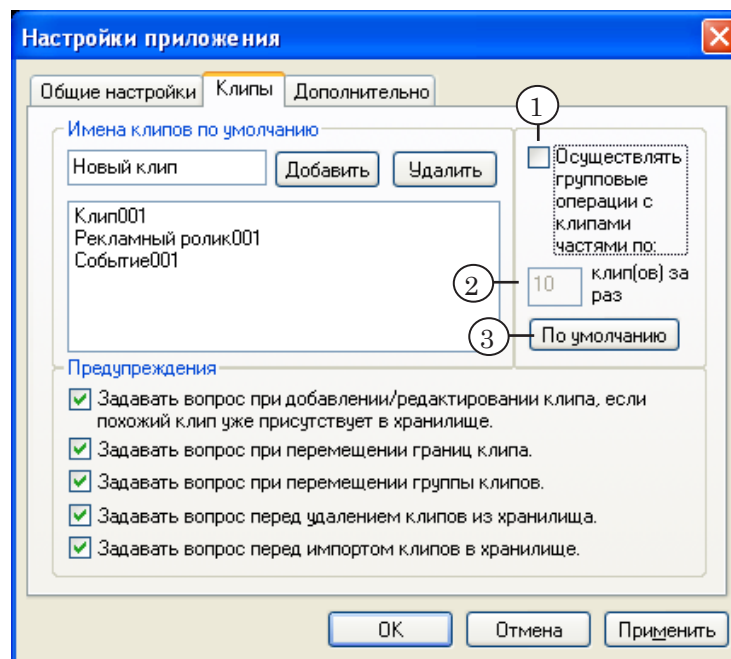 Настройки приложения
Общие настройки Клипы Дополнительно
1
Имена клипов по умолчанию
Новый клип Добавить Удалить
Осуществлять
групповые
операции с
клипами
частями по:
Клип001
Рекламный ролик001
Событие001
2
10 клип(ов) за
раз
3
По умолчанию
Предупреждения
Задавать вопрос при добавлении/редактировании клипа, если
похожий клип уже присутствует в хранилище.
Задавать вопрос при перемещении границ клипа.
Задавать вопрос при перемещении группы клипов.
Задавать вопрос перед удалением клипов из хранилища.
Задавать вопрос перед импортом клипов в хранилище.
OK Отмена Применить